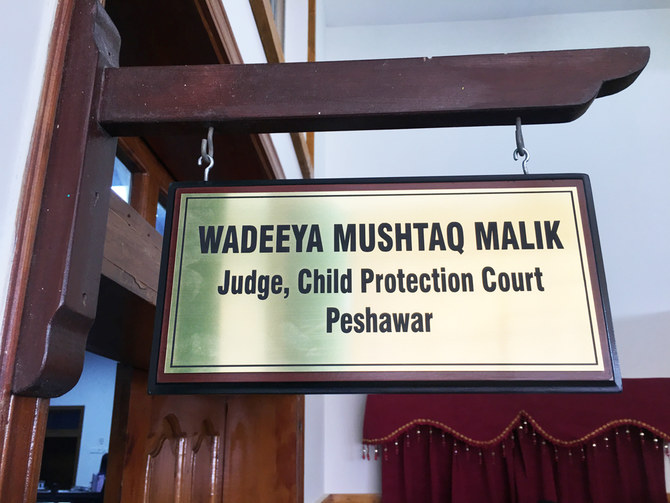 WADEEYA MUSHTAQ MALIK
Judge, Child Protection Court
Peshawar